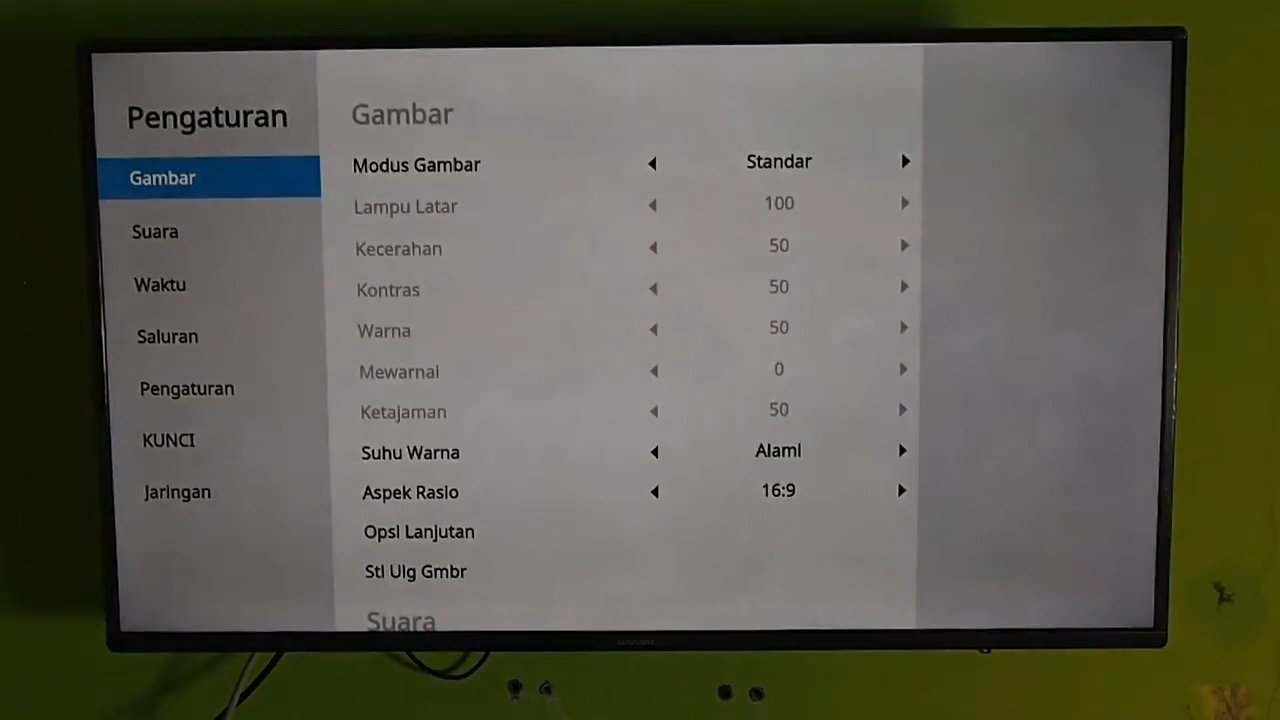 Pengaturan
Gambar
Suara
Waktu
Saluran
Pengaturan
KUNCI
Jaringan
Gambar
Modus Gambar Standar
Lampu Latar 100
Kecerahan 50
Kontras 50
Warna 50
Mewarnai 0
Ketajaman 50
Suhu Warna Alami
Aspek Rasio 16:9
Opsi Lanjutan
Stl Ulg Gmbr
Suara